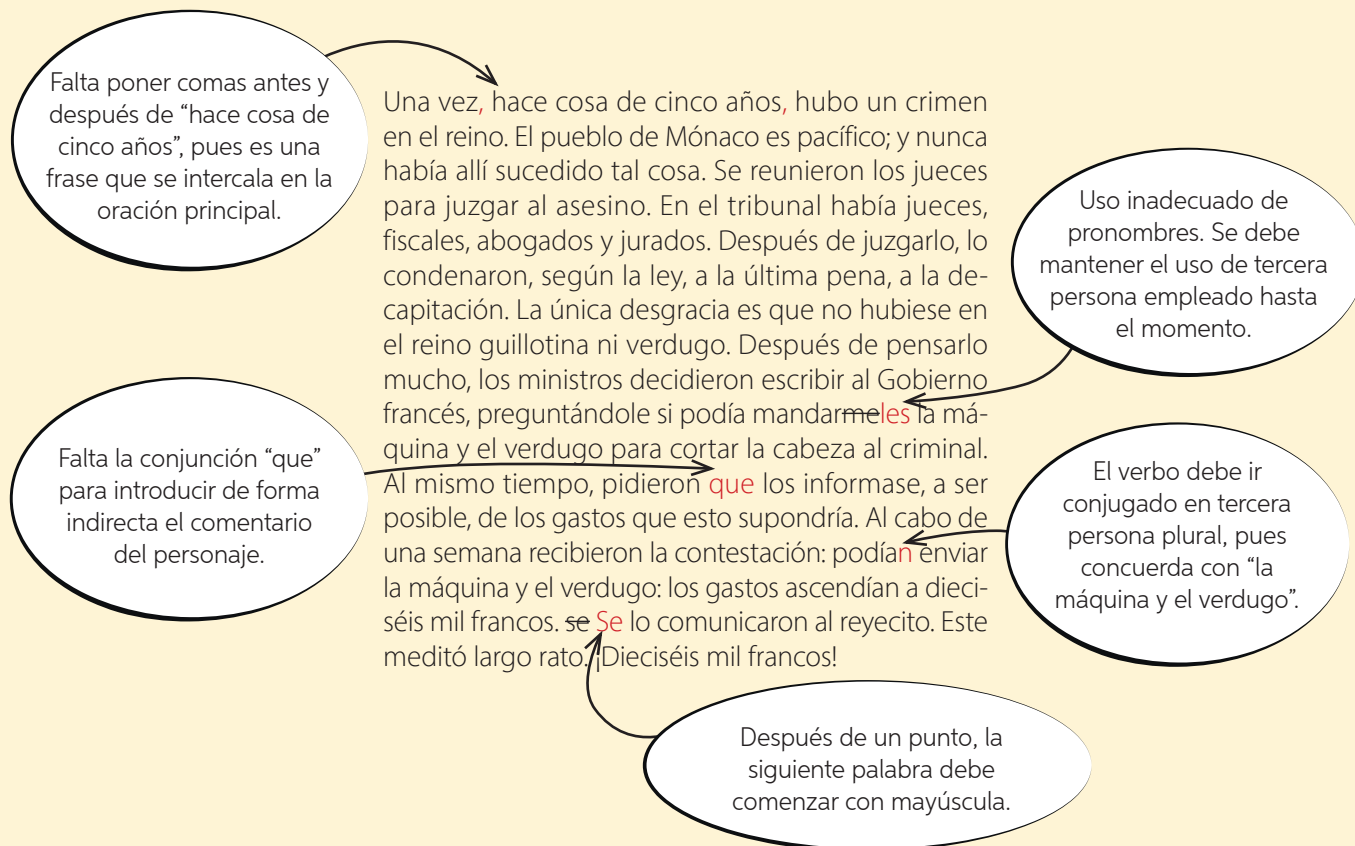 Falta poner comas antes y
después de “hace cosa de
cinco años”, pues es una
frase que se intercala en la
oración principal.
Una vez, hace cosa de cinco años, hubo un crimen
en el reino. El pueblo de Mónaco es pacífico; y nunca
había allí sucedido tal cosa. Se reunieron los jueces
para juzgar al asesino. En el tribunal había jueces,
fiscales, abogados y jurados. Después de juzgarlo, lo
condenaron, según la ley, a la última pena, a la de-
capitación. La única desgracia es que no hubiese en
el reino guillotina ni verdugo. Después de pensarlo
mucho, los ministros decidieron escribir al Gobierno
francés, preguntándole si podía mandarmeles la má-
quina y el verdugo para cortar la cabeza al criminal.
Al mismo tiempo, pidieron que los informase, a ser
posible, de los gastos que esto supondría. Al cabo de
una semana recibieron la contestación: podían enviar
la máquina y el verdugo: los gastos ascendían a dieci-
séis mil francos. se Se lo comunicaron al reyecito. Este
meditó largo rato. ¡Dieciséis mil francos!
Uso inadecuado de
pronombres. Se debe
mantener el uso de tercera
persona empleado hasta
el momento.
Falta la conjunción “que”
para introducir de forma
indirecta el comentario
del personaje.
El verbo debe ir
conjugado en tercera
persona plural, pues
concuerda con “la
máquina y el verdugo”.
Después de un punto, la
siguiente palabra debe
comenzar con mayúscula.